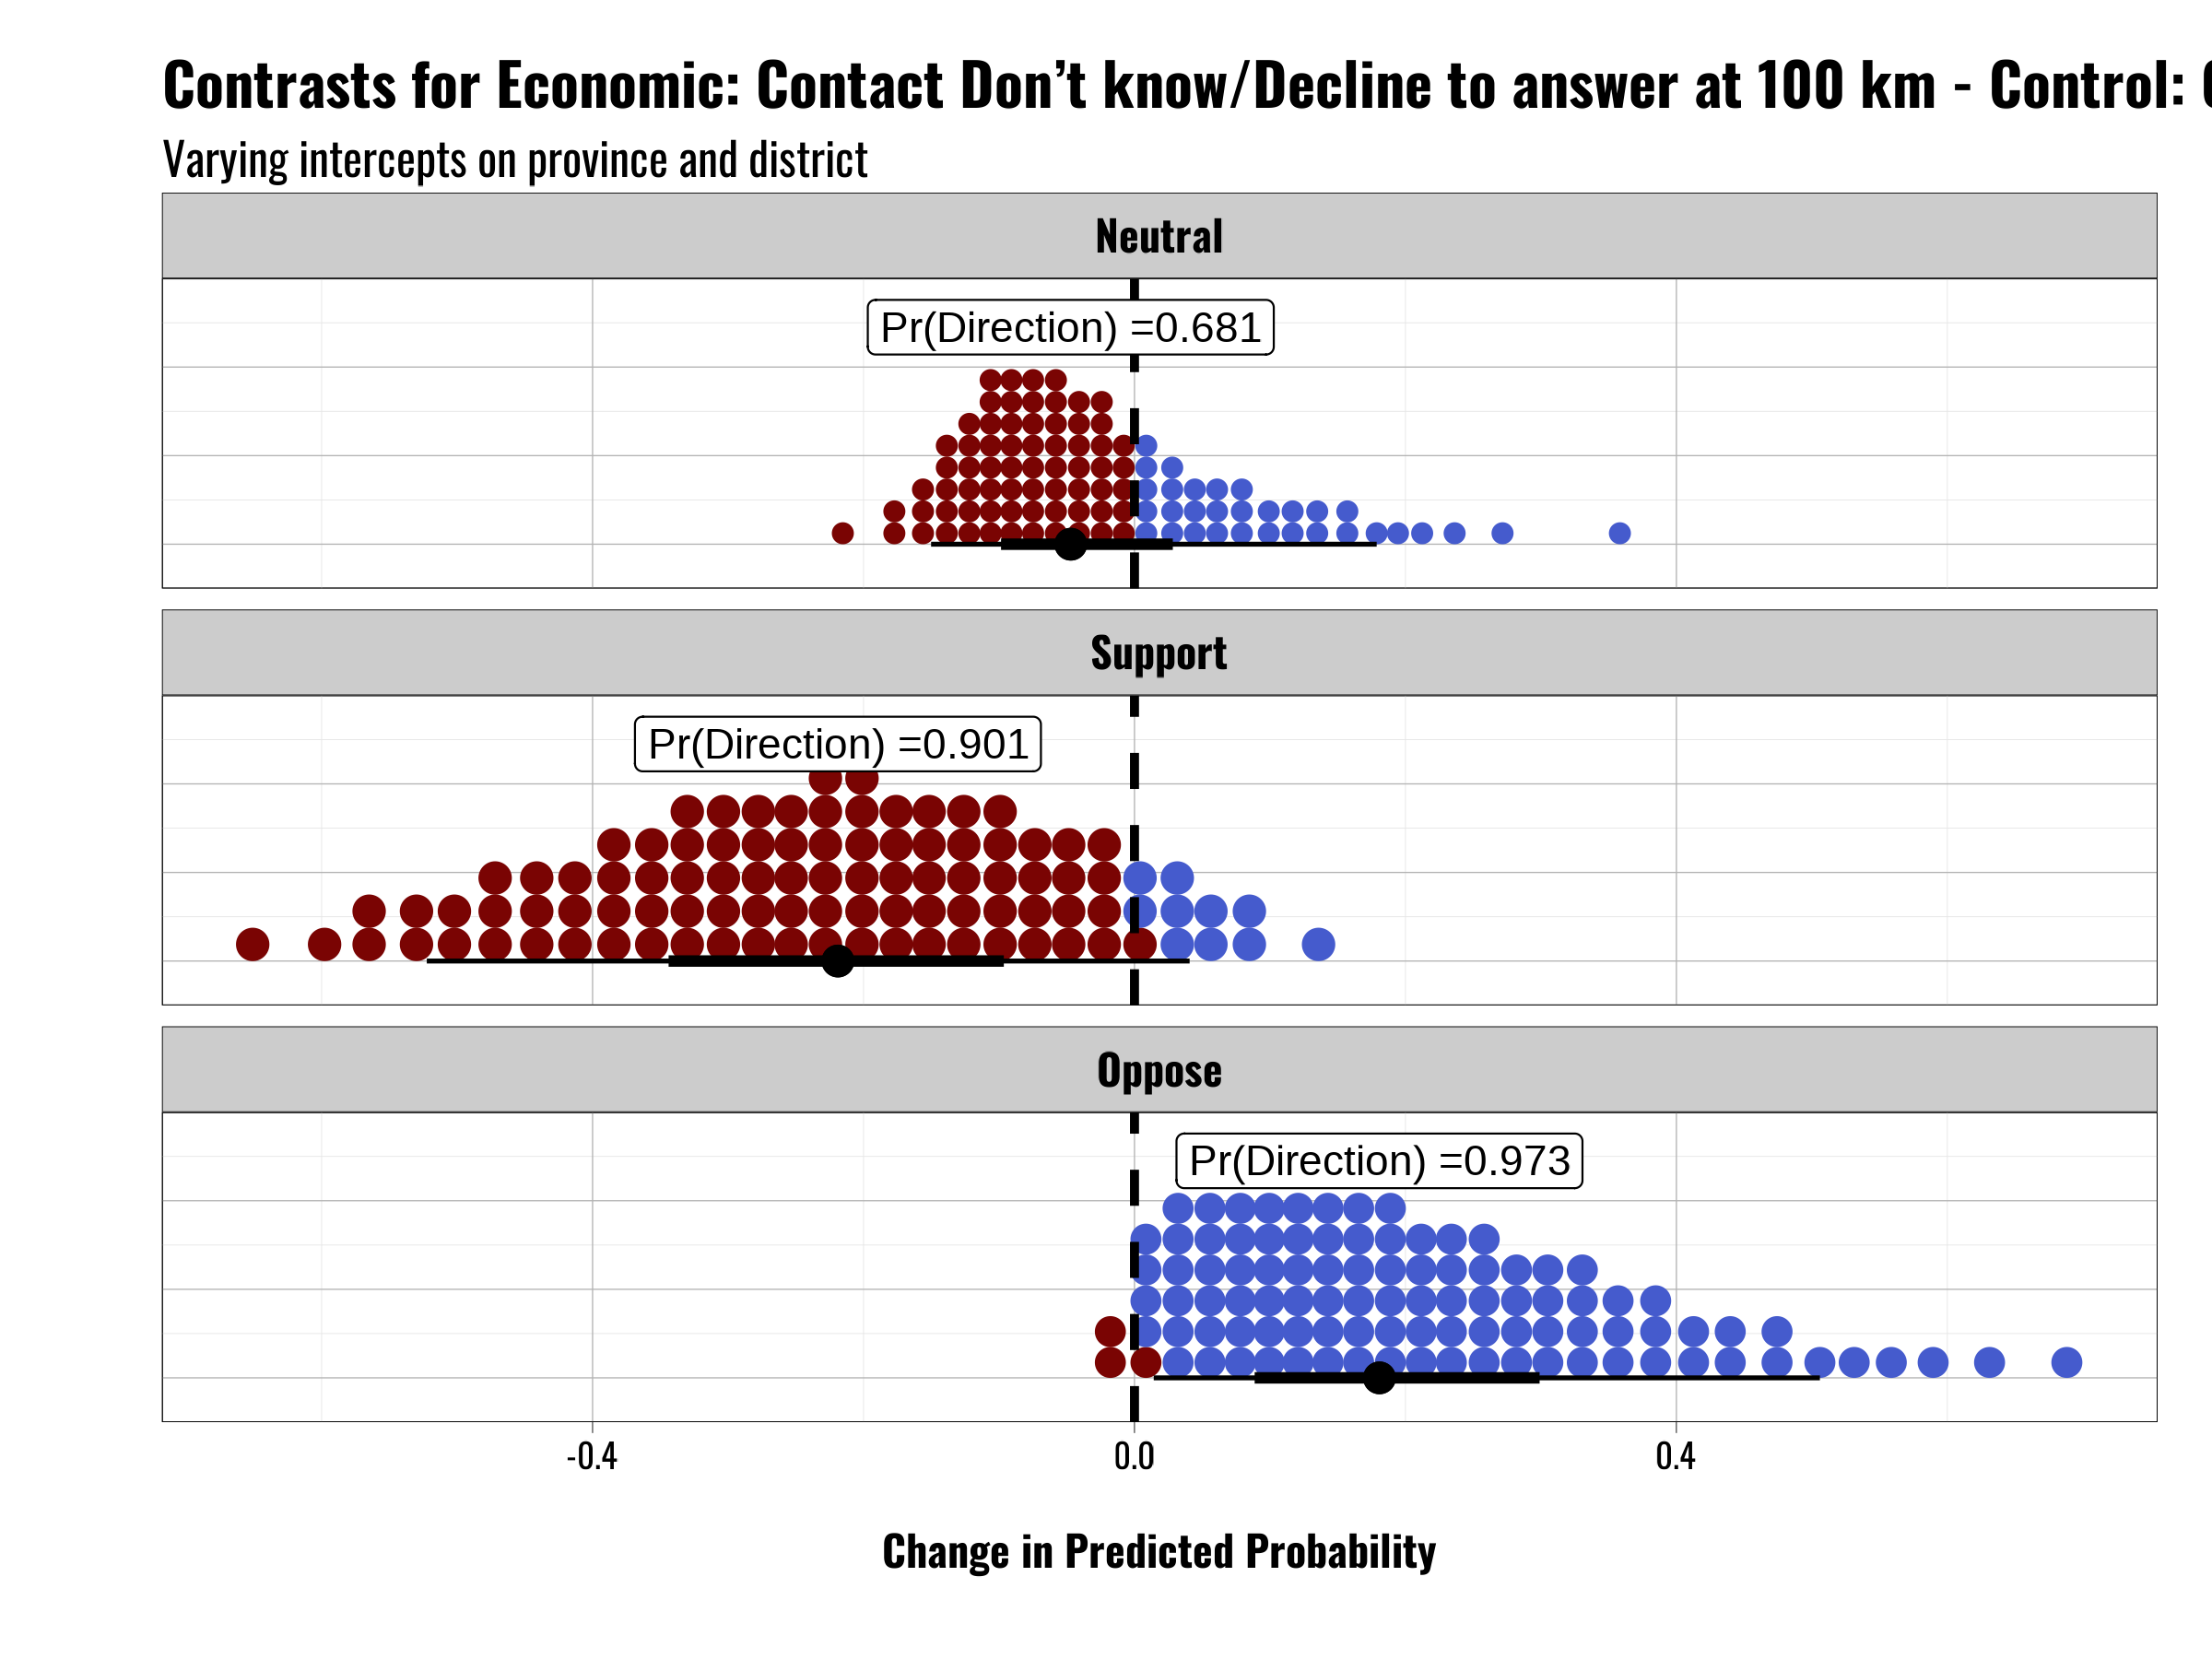 Contrasts for Economic: Contact Don’t know/Decline to answer at 100 km - Control:
Varying intercepts on province and district
Neutral
Pr(Direction) =0.681
Support
Pr(Direction) =0.901
Oppose
Pr(Direction) =0.973
-0.4 0.0 0.4
Change in Predicted Probability